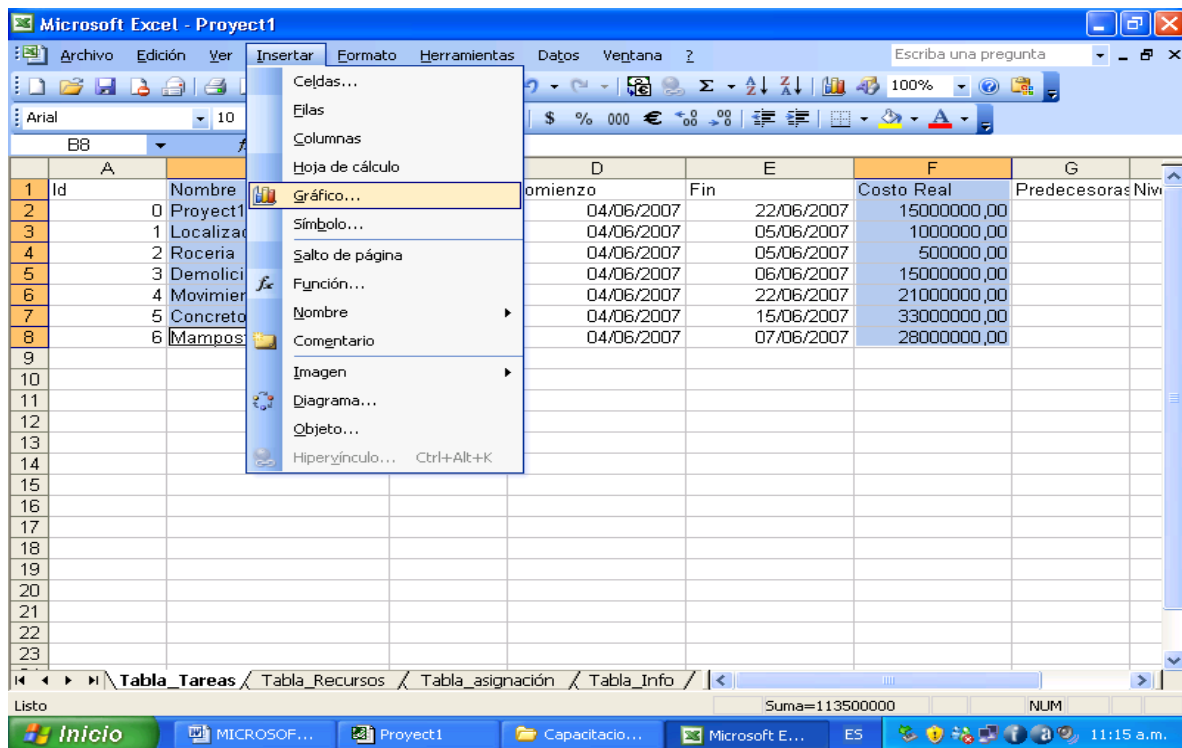 Microsoft Excel - Proyect1
Archivo Edición Ver Insertar Formato Herramientas Datos Ventana ? Escriba una pregunta
100%
Arial 10 $ % 000 €
B8
Celdas...
Filas
Columnas
Hoja de cálculo
Gráfico...
Símbolo...
Salto de página
Función...
Nombre
Comentario
Imagen
Diagrama...
Objeto...
Hipervínculo... Ctrl+Alt+K
A D E F G
1 Id Nombre omienzo Fin Costo Real Predecesoras Niv
2 0 Proyect1 04/06/2007 22/06/2007 15000000,00
3 1 Localizac 04/06/2007 05/06/2007 1000000,00
4 2 Roceria 04/06/2007 05/06/2007 500000,00
5 3 Demolici 04/06/2007 06/06/2007 15000000,00
6 4 Movimier 04/06/2007 22/06/2007 21000000,00
7 5 Concreto 04/06/2007 15/06/2007 33000000,00
8 6 Mampos 04/06/2007 07/06/2007 28000000,00
9
10
11
12
13
14
15
16
17
18
19
20
21
22
23
Tabla_Tareas Tabla_Recursos Tabla_asignación Tabla_Info
Listo Suma=113500000 NUM
Inicio MICROSOF... Proyect1 Capacitacio... Microsoft E... ES 11:15 a.m.